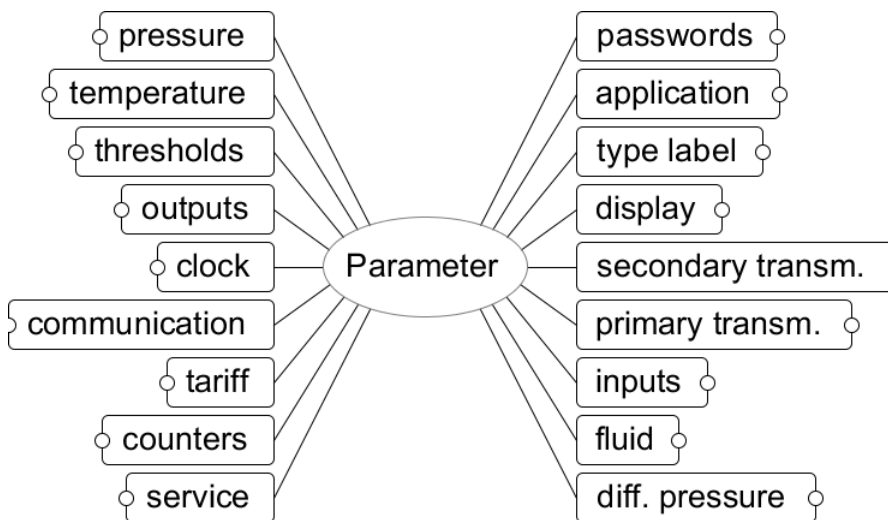 pressure
temperature
thresholds
outputs
clock
communication
tariff
counters
service
Parameter
passwords
application
type label
display
secondary transm.
primary transm.
inputs
fluid
diff. pressure